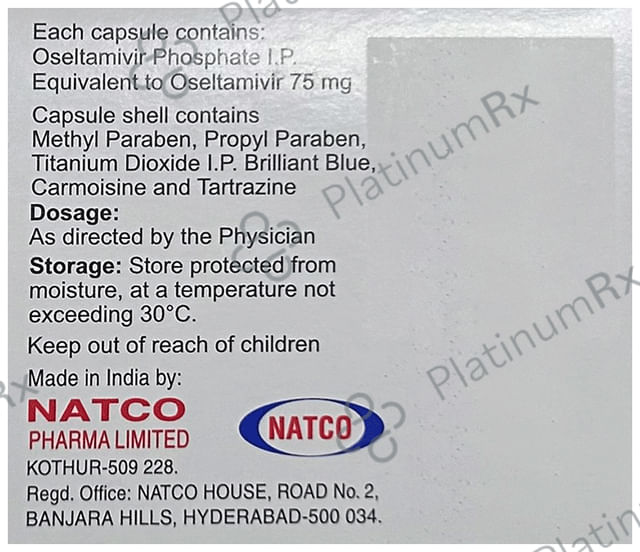 Each capsule contains:
Oseltamivir Phosphate I.P.
Equivalent to Oseltamivir 75 mg
Capsule shell contains
Methyl Paraben, Propyl Paraben,
Titanium Dioxide I.P. Brilliant Blue,
Carmoisine and Tartrazine
Dosage:
As directed by the Physician
Storage: Store protected from
moisture, at a temperature not
exceeding 30°C.
Keep out of reach of children
Made in India by:
NATCO
PHARMA LIMITED
NATCO
KOTHUR-509 228.
Regd. Office: NATCO HOUSE, ROAD No. 2,
BANJARA HILLS, HYDERABAD-500 034.
PlatinumRx
PlatinumRx